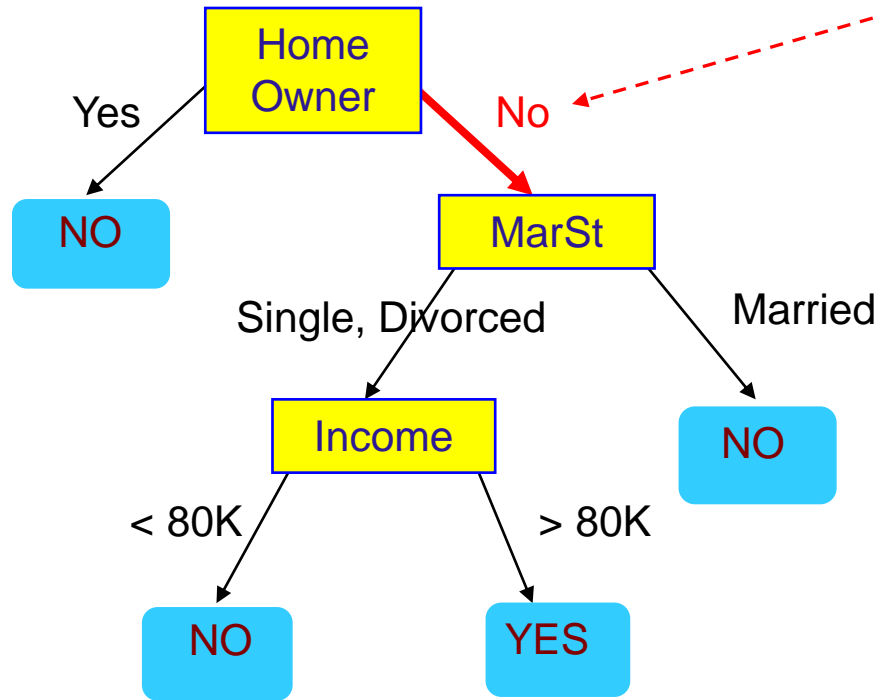 Home
Owner
Yes
No
NO
MarSt
Single, Divorced
Married
Income
NO
< 80K
> 80K
NO
YES